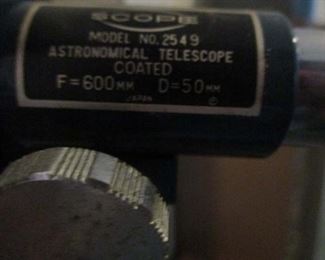 SCOPE
MODEL NO. 2549
ASTRONOMICAL TELESCOPE
COATED
F=600MM D=50MM
JAPAN ©